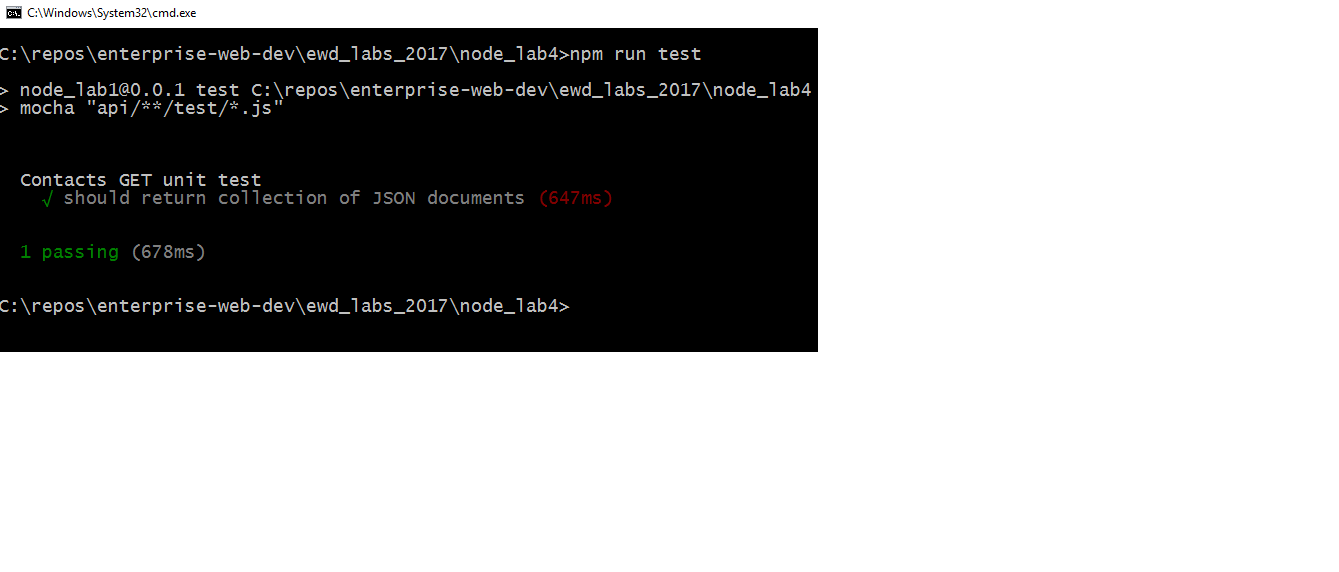 C:\Windows\System32\cmd.exe
C:\repos\enterprise-web-dev\ewd_labs_2017\node_lab4>npm run test
> node_lab1@0.0.1 test C:\repos\enterprise-web-dev\ewd_labs_2017\node_lab4
> mocha "api/**/test/*.js"
Contacts GET unit test
√ should return collection of JSON documents (647ms)
1 passing (678ms)
C:\repos\enterprise-web-dev\ewd_labs_2017\node_lab4>